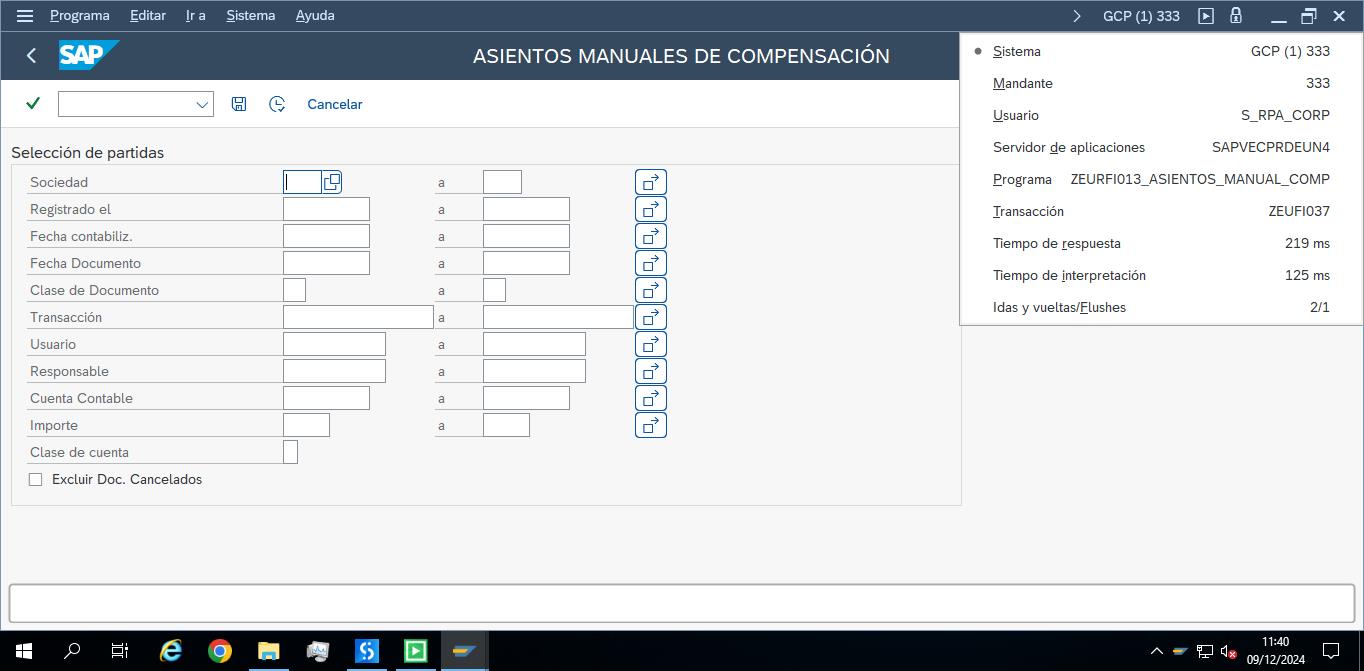 Programa Editar Ir a Sistema Ayuda GCP (1) 333
SAP ASIENTOS MANUALES DE COMPENSACIÓN
Cancelar
Sistema GCP (1) 333
Mandante 333
Usuario S_RPA_CORP
Servidor de aplicaciones SAPVECPRDEUN4
Programa ZEURFI013_ASIENTOS_MANUAL_COMP
Transacción ZEUFI037
Tiempo de respuesta 219 ms
Tiempo de interpretación 125 ms
Idas y vueltas/Flushes 2/1
Selección de partidas
Sociedad a
Registrado el a
Fecha contabiliz. a
Fecha Documento a
Clase de Documento a
Transacción a
Usuario a
Responsable a
Cuenta Contable a
Importe a
Clase de cuenta
Excluir Doc. Cancelados
11:40
09/12/2024